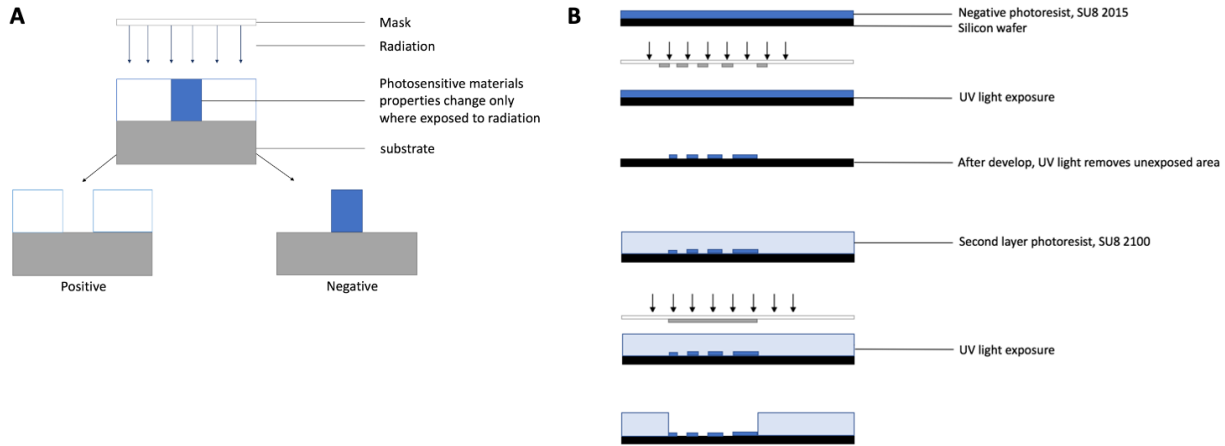 A
Mask
Radiation
Photosensitive materials
properties change only
where exposed to radiation
substrate
Positive
Negative
B
Negative photoresist, SU8 2015
Silicon wafer
UV light exposure
After develop, UV light removes unexposed area
Second layer photoresist, SU8 2100
UV light exposure